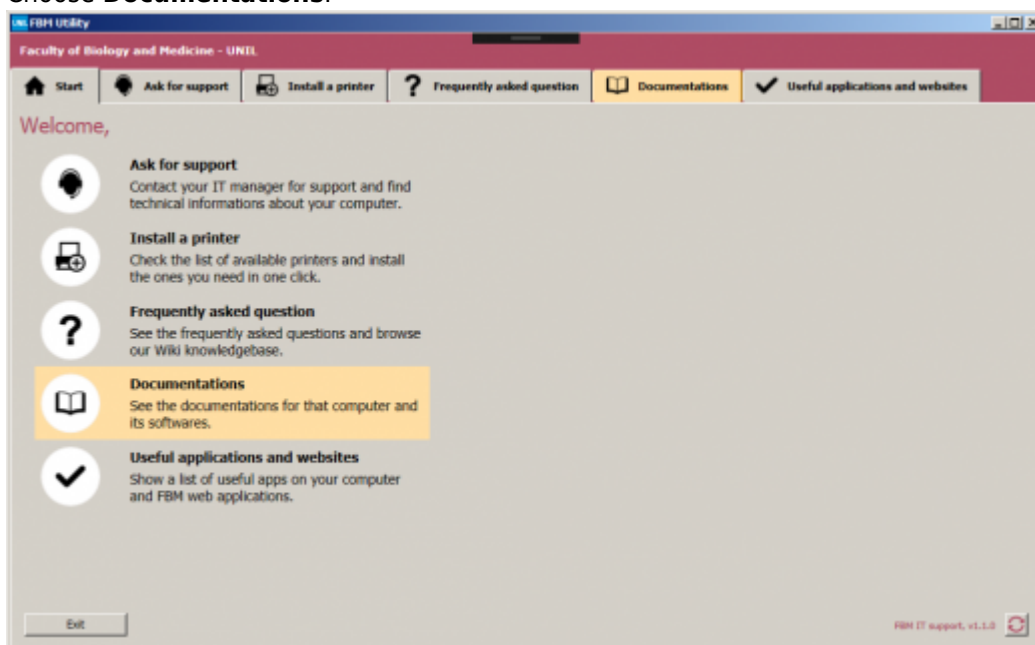 Choose Documentations.
UNIL FBM Utility
Faculty of Biology and Medicine - UNIL
Start
Ask for support
Install a printer
Frequently asked question
Documentations
Useful applications and websites
Welcome,
Ask for support
Contact your IT manager for support and find
technical informations about your computer.
Install a printer
Check the list of available printers and install
the ones you need in one click.
Frequently asked question
See the frequently asked questions and browse
our Wiki knowledgebase.
Documentations
See the documentations for that computer and
its softwares.
Useful applications and websites
Show a list of useful apps on your computer
and FBM web applications.
Exit
FBM IT support, v1.1.0